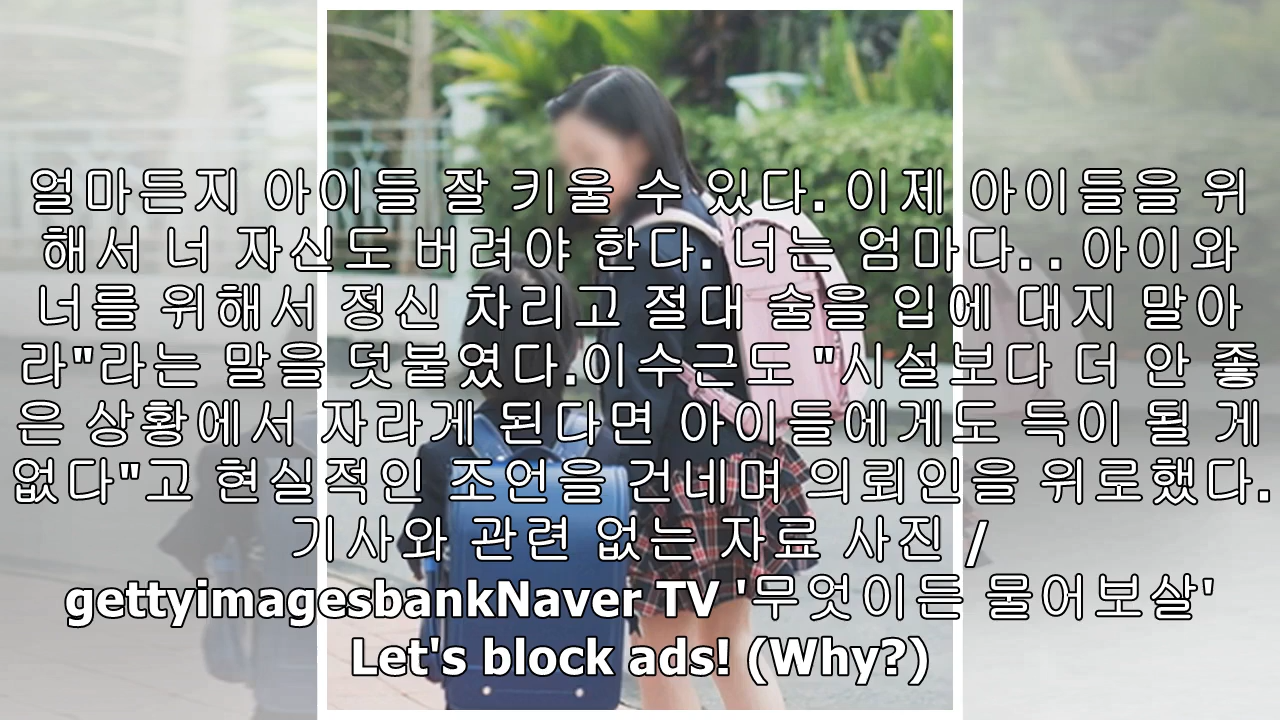 얼마든지 아이들 잘 키울 수 있다. 이제 아이들을 위
해서 너 자신도 버려야 한다. 너는 엄마다. . 아이와
너를 위해서 정신 차리고 절대 술을 입에 대지 말아
라"라는 말을 덧붙였다.이수근도 "시설보다 더 안 좋
은 상황에서 자라게 된다면 아이들에게도 득이 될 게
없다"고 현실적인 조언을 건네며 의뢰인을 위로했다.
기사와 관련 없는 자료 사진 /
gettyimagesbankNaver TV '무엇이든 물어보살'
Let's block ads! (Why?)